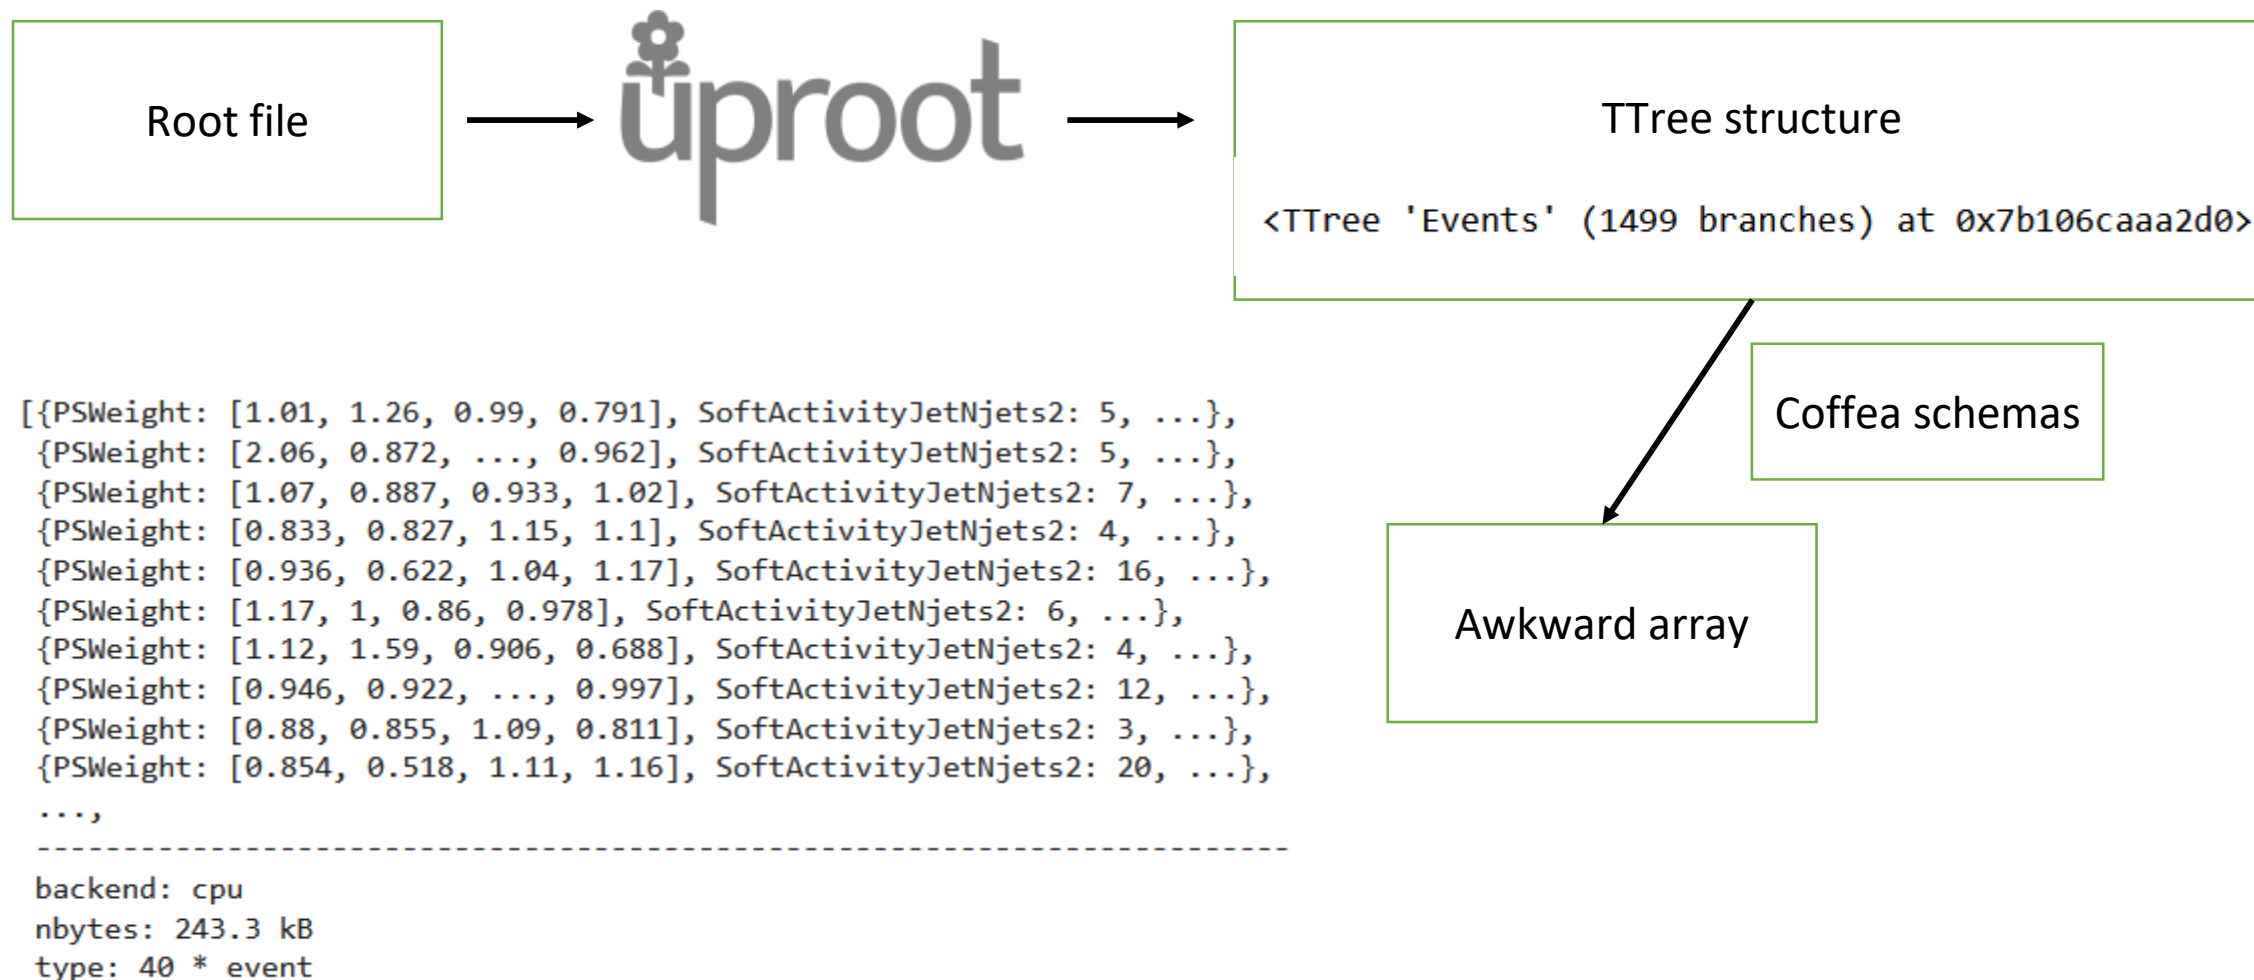 Root file
uproot
TTree structure
<TTree 'Events' (1499 branches) at 0x7b106caaa2d0>
Coffea schemas
Awkward array
[{PSWeight: [1.01, 1.26, 0.99, 0.791], SoftActivityJetNjets2: 5, ...},
{PSWeight: [2.06, 0.872, ..., 0.962], SoftActivityJetNjets2: 5, ...},
{PSWeight: [1.07, 0.887, 0.933, 1.02], SoftActivityJetNjets2: 7, ...},
{PSWeight: [0.833, 0.827, 1.15, 1.1], SoftActivityJetNjets2: 4, ...},
{PSWeight: [0.936, 0.622, 1.04, 1.17], SoftActivityJetNjets2: 16, ...},
{PSWeight: [1.17, 1, 0.86, 0.978], SoftActivityJetNjets2: 6, ...},
{PSWeight: [1.12, 1.59, 0.906, 0.688], SoftActivityJetNjets2: 4, ...},
{PSWeight: [0.946, 0.922, ..., 0.997], SoftActivityJetNjets2: 12, ...},
{PSWeight: [0.88, 0.855, 1.09, 0.811], SoftActivityJetNjets2: 3, ...},
{PSWeight: [0.854, 0.518, 1.11, 1.16], SoftActivityJetNjets2: 20, ...},
...,
------------------------------------------------------------------------
backend: cpu
nbytes: 243.3 kB
type: 40 * event